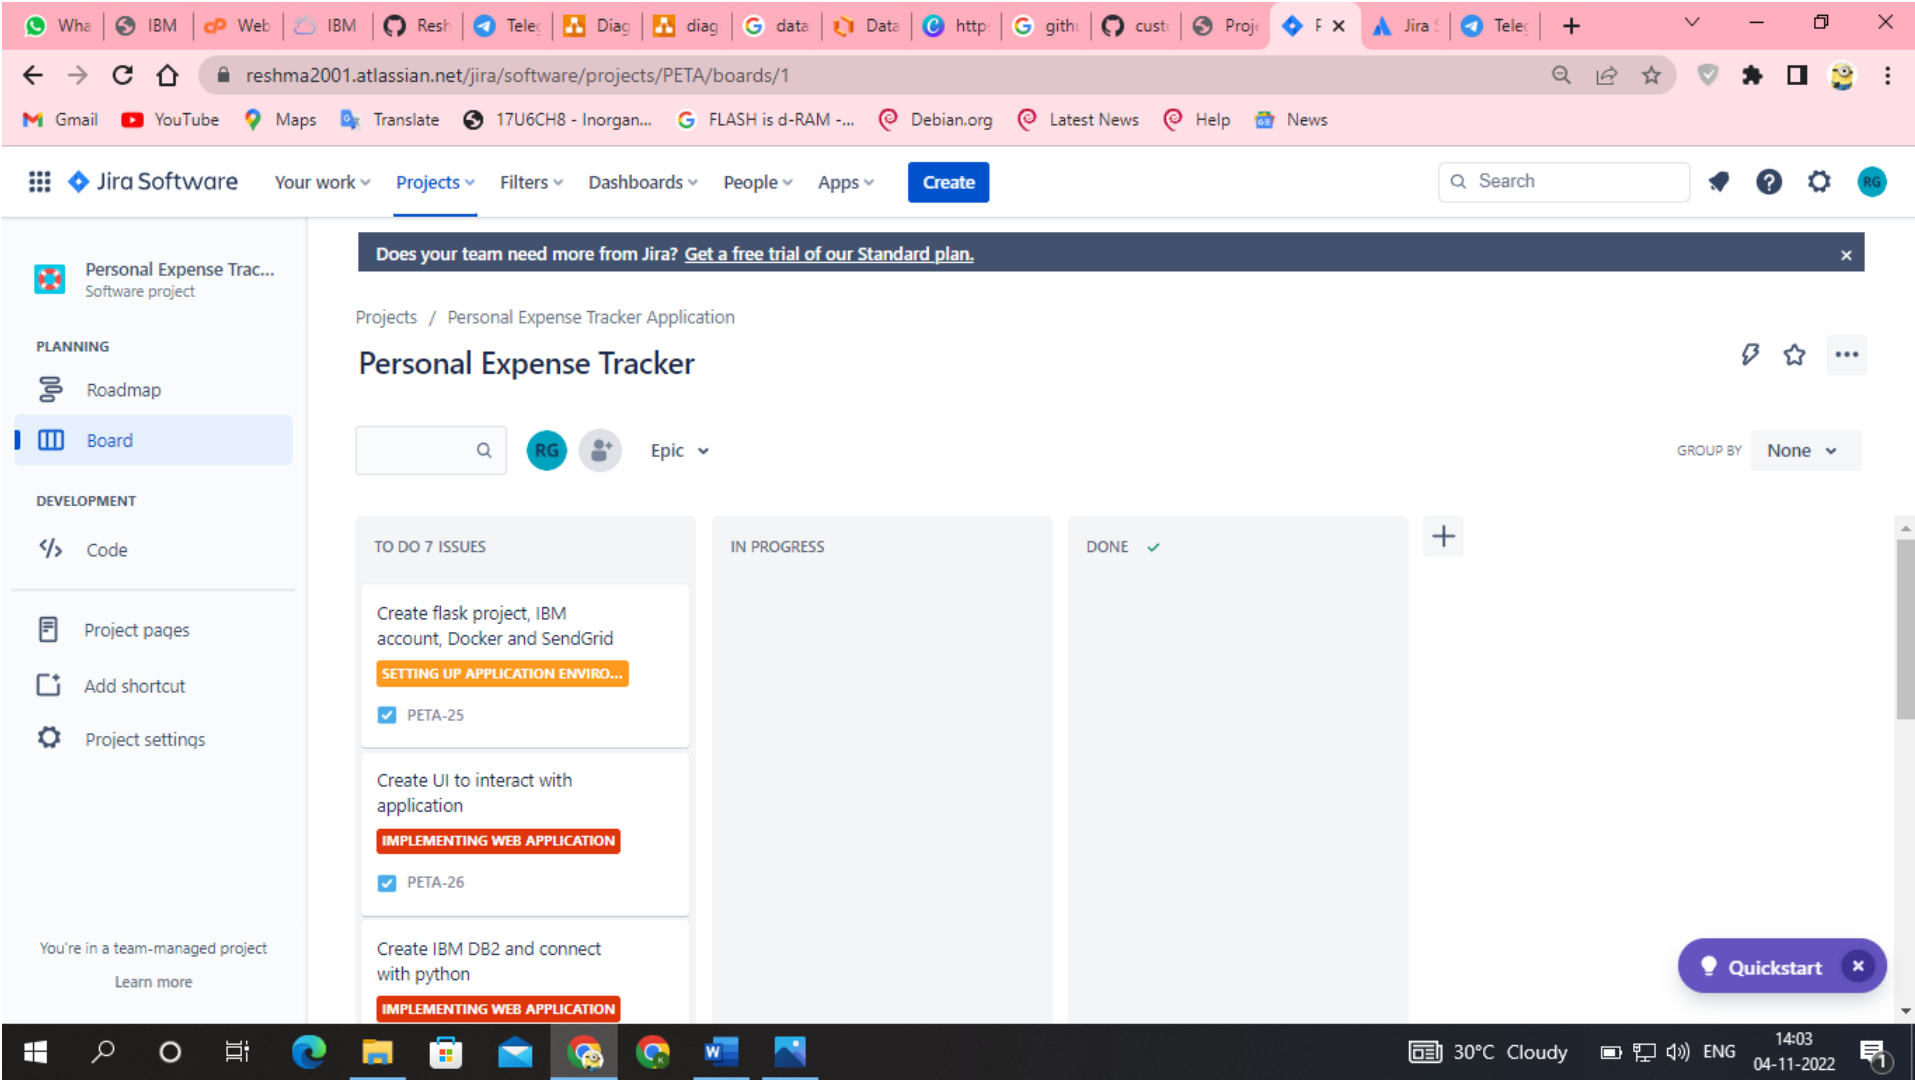 Wha IBM Web IBM Resh Teleg Diag diag data Data http githu custo Proje Jira S Teleg
reshma2001.atlassian.net/jira/software/projects/PETA/boards/1
Gmail YouTube Maps Translate 17U6CH8 - Inorgan... FLASH is d-RAM -... Debian.org Latest News Help News
Jira Software Your work Projects Filters Dashboards People Apps Create Search RG
Does your team need more from Jira? Get a free trial of our Standard plan.
Personal Expense Trac...
Software project
Projects / Personal Expense Tracker Application
PLANNING
Personal Expense Tracker
Roadmap
Board
RG Epic GROUP BY None
DEVELOPMENT
Code
TO DO 7 ISSUES IN PROGRESS DONE
Create flask project, IBM
account, Docker and SendGrid
SETTING UP APPLICATION ENVIRO...
PETA-25
Project pages
Add shortcut
Project settings
Create UI to interact with
application
IMPLEMENTING WEB APPLICATION
PETA-26
Create IBM DB2 and connect
with python
IMPLEMENTING WEB APPLICATION
You're in a team-managed project
Learn more
Quickstart
30°C Cloudy ENG 14:03
04-11-2022
1